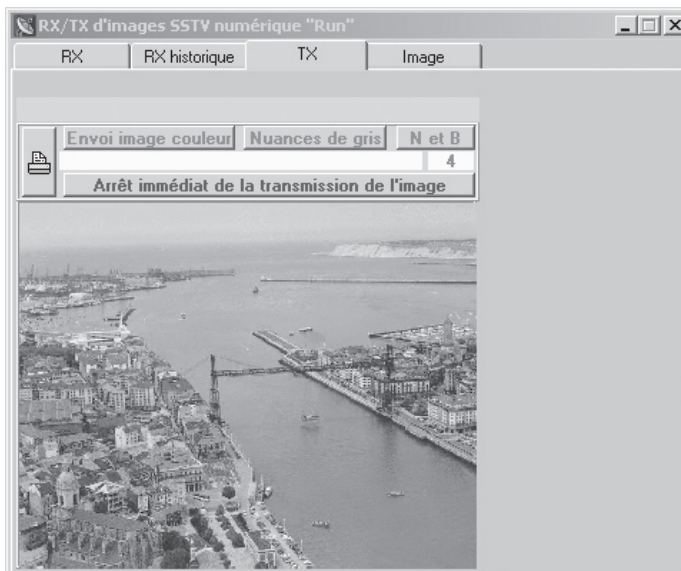 RX/TX d'images SSTV numérique "Run"
RX RX historique TX Image
Envoi image couleur Nuances de gris N et B
4
Arrêt immédiat de la transmission de l'image